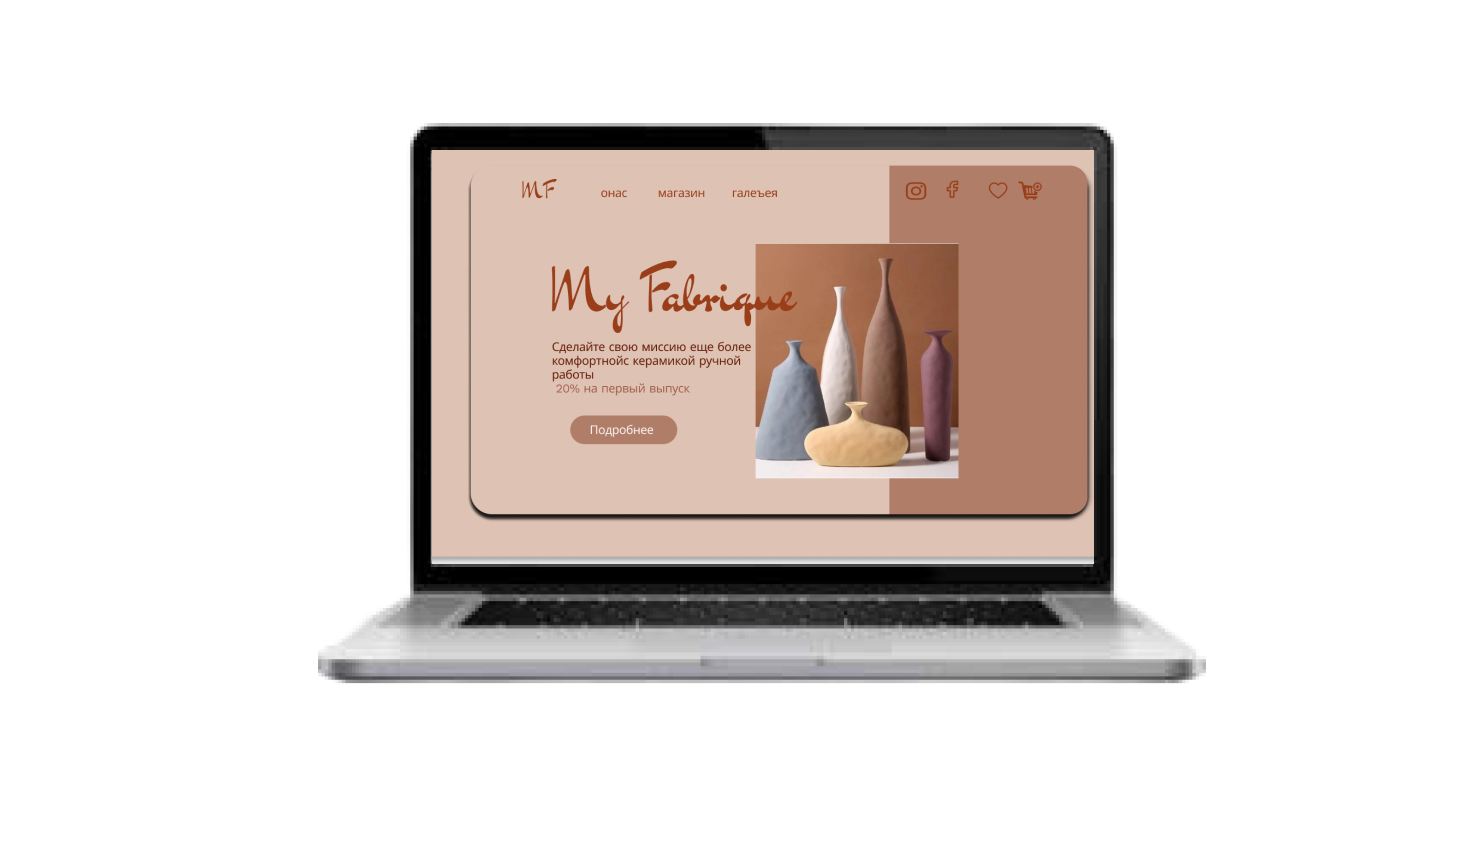 MF
онас магазин галеъея
My Fabrique
Сделайте свою миссию еще более
комфортнойс керамикой ручной
работы
20% на первый выпуск
Подробнее